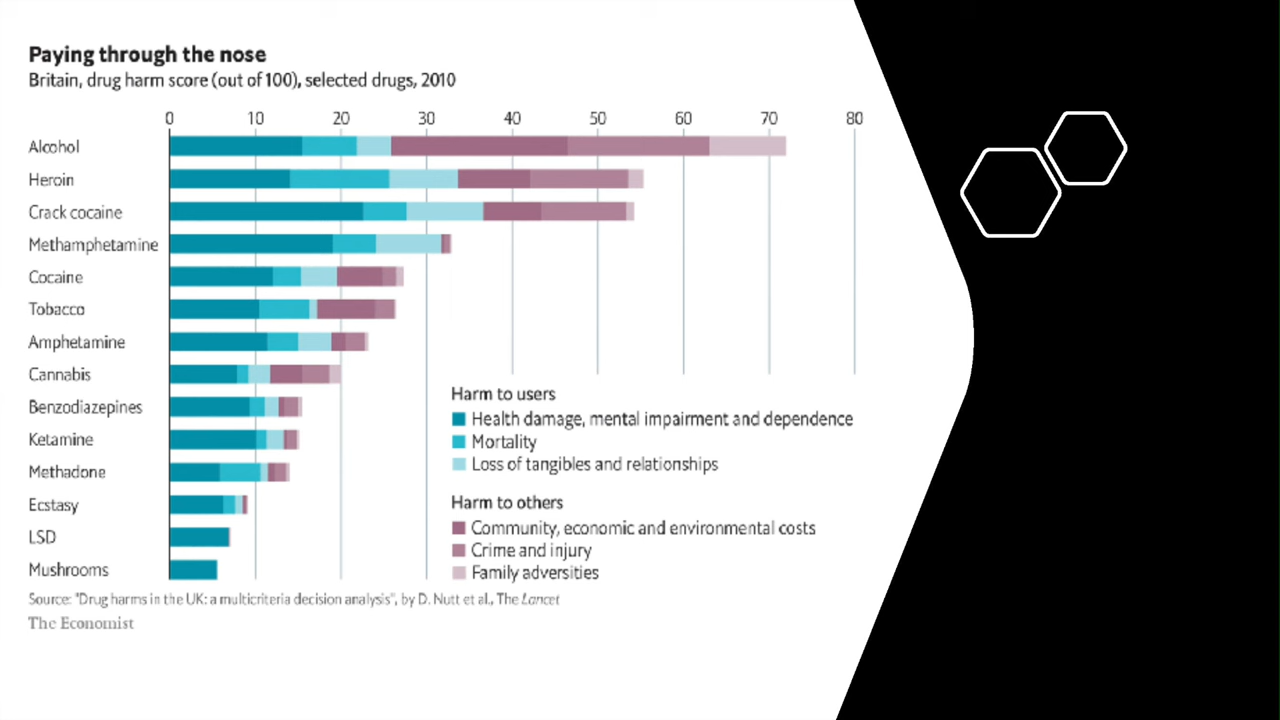 Paying through the nose
Britain, drug harm score (out of 100), selected drugs, 2010
0 10 20 30 40 50 60 70 80
Alcohol
Heroin
Crack cocaine
Methamphetamine
Cocaine
Tobacco
Amphetamine
Cannabis
Benzodiazepines
Ketamine
Methadone
Ecstasy
LSD
Mushrooms
Harm to users
Health damage, mental impairment and dependence
Mortality
Loss of tangibles and relationships
Harm to others
Community, economic and environmental costs
Crime and injury
Family adversities
Source: "Drug harms in the UK: a multicriteria decision analysis", by D. Nutt et al., The Lancet
The Economist